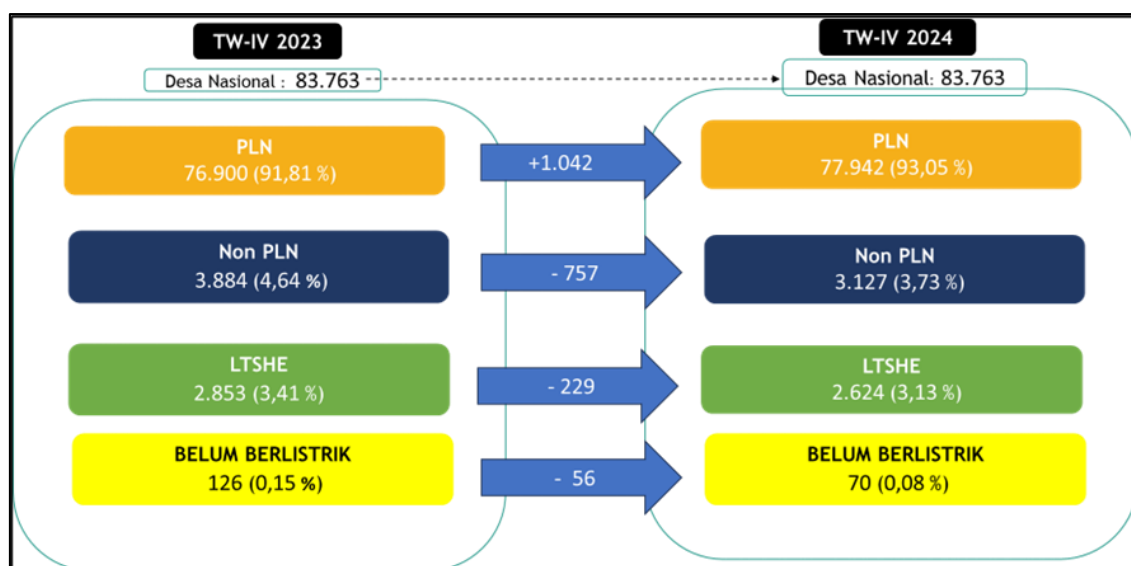 TW-IV 2023
Desa Nasional : 83.763
PLN
76.900 (91,81 %)
Non PLN
3.884 (4,64 %)
LTSHE
2.853 (3,41 %)
BELUM BERLISTRIK
126 (0,15 %)
+1.042
- 757
- 229
- 56
TW-IV 2024
Desa Nasional: 83.763
PLN
77.942 (93,05 %)
Non PLN
3.127 (3,73 %)
LTSHE
2.624 (3,13 %)
BELUM BERLISTRIK
70 (0,08 %)